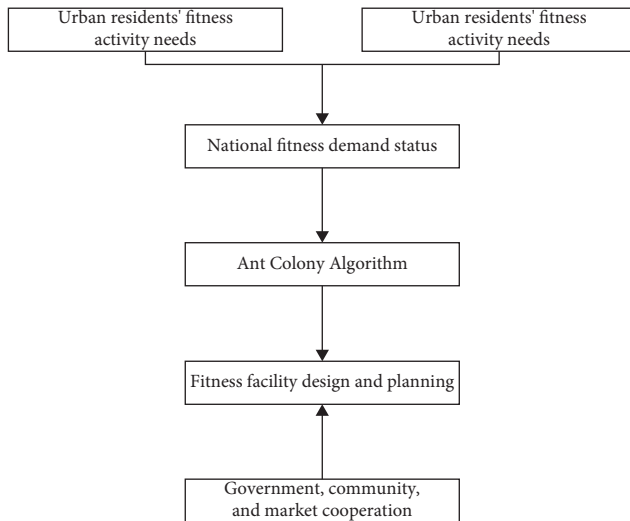 Urban residents' fitness
activity needs
Urban residents' fitness
activity needs
National fitness demand status
Ant Colony Algorithm
Fitness facility design and planning
Government, community,
and market cooperation